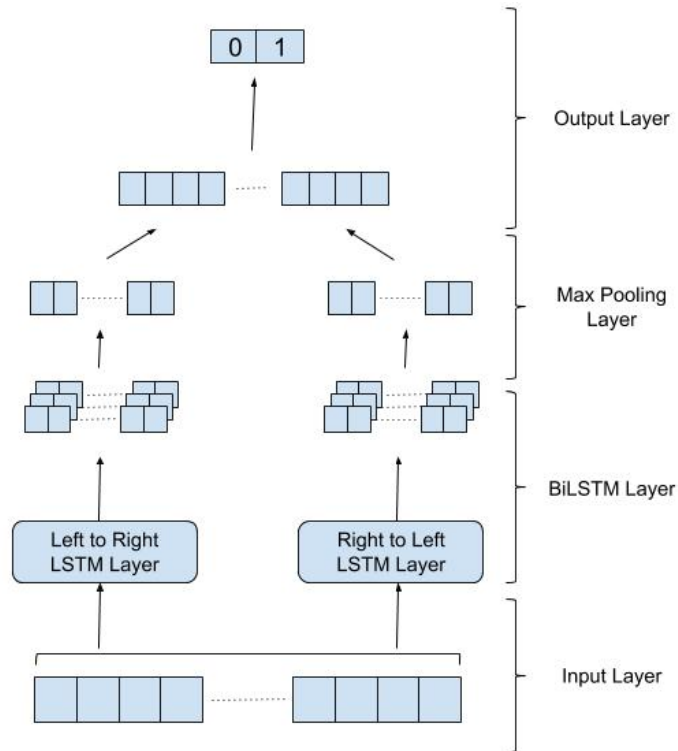 0 1
Output Layer
Max Pooling
Layer
BiLSTM Layer
Left to Right
LSTM Layer
Right to Left
LSTM Layer
Input Layer